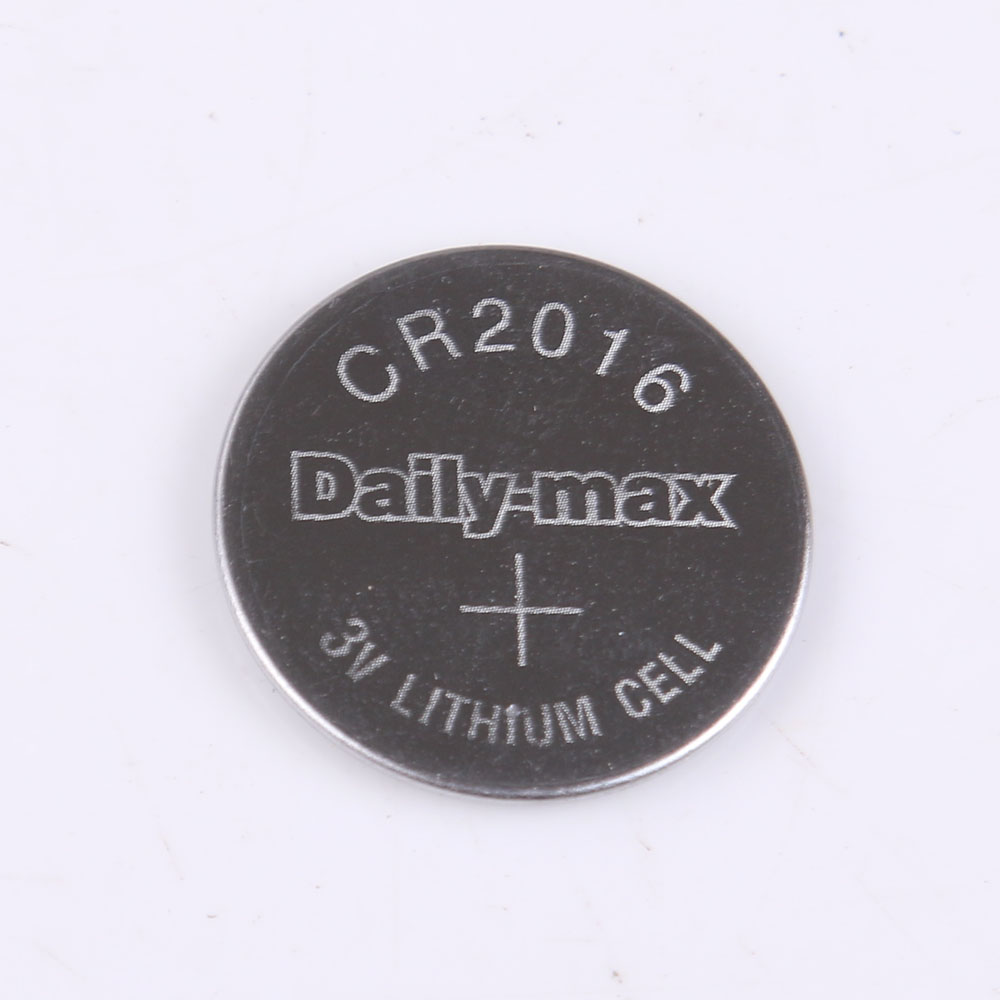 CR2016
Daily-max
+
3V LITHIUM CELL